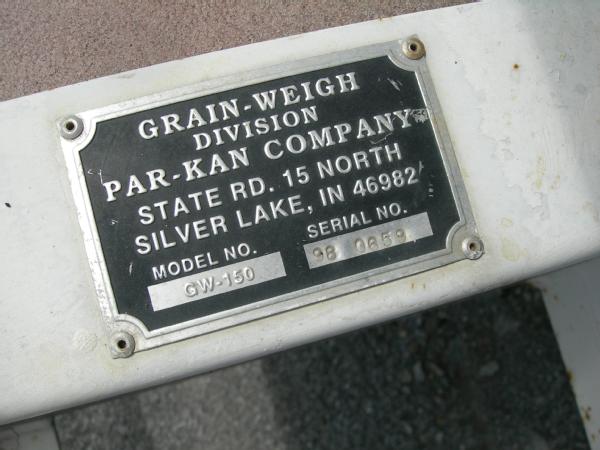 GRAIN-WEIGH
DIVISION
PAR-KAN COMPANY
STATE RD. 15 NORTH
SILVER LAKE, IN 46982
MODEL NO. SERIAL NO.
GW-150 98 0659